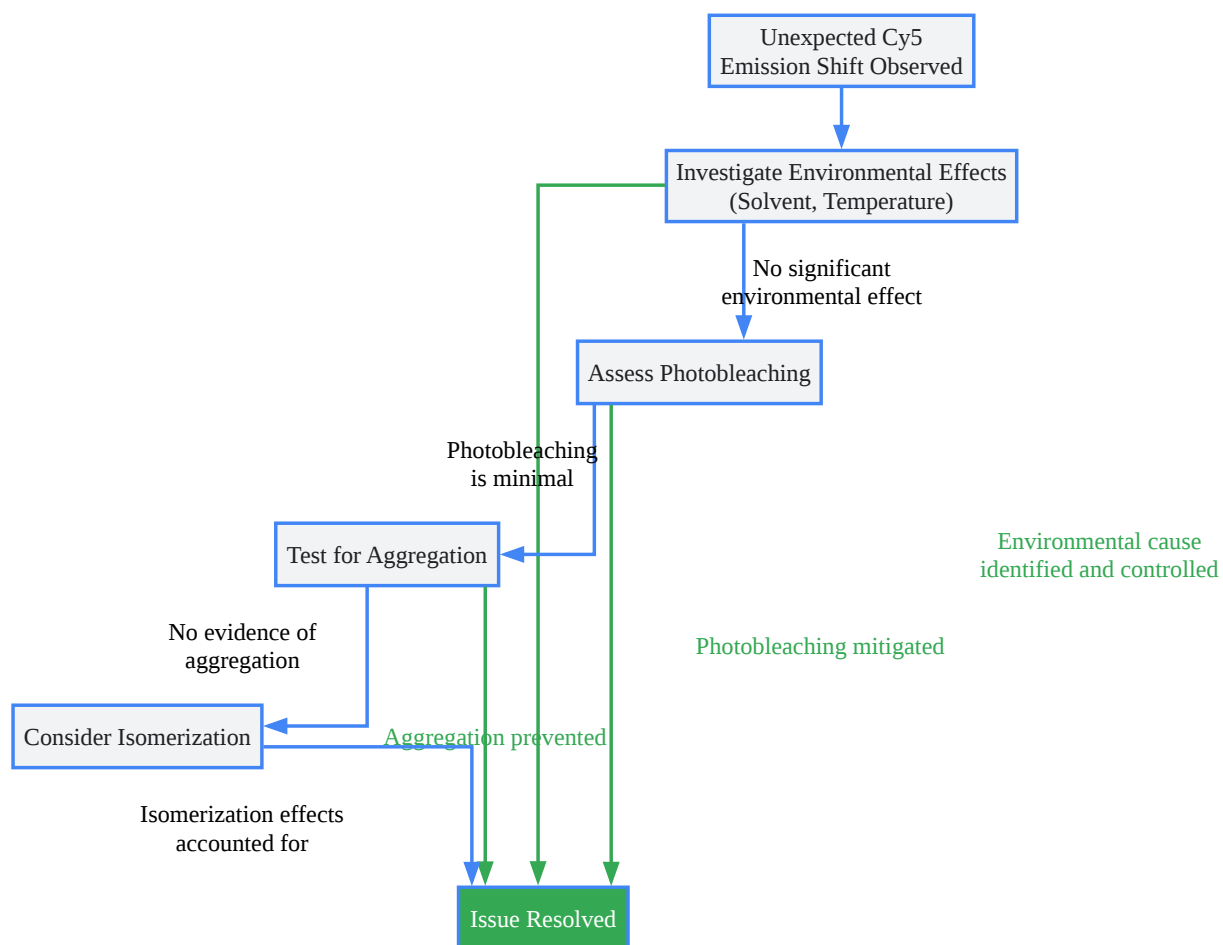 Unexpected Cy5
Emission Shift Observed
Investigate Environmental Effects
(Solvent, Temperature)
No significant
environmental effect
Assess Photobleaching
Photobleaching
is minimal
Test for Aggregation
Environmental cause
identified and controlled
No evidence of
aggregation
Photobleaching mitigated
Consider Isomerization
Aggregation prevented
Isomerization effects
accounted for
Issue Resolved